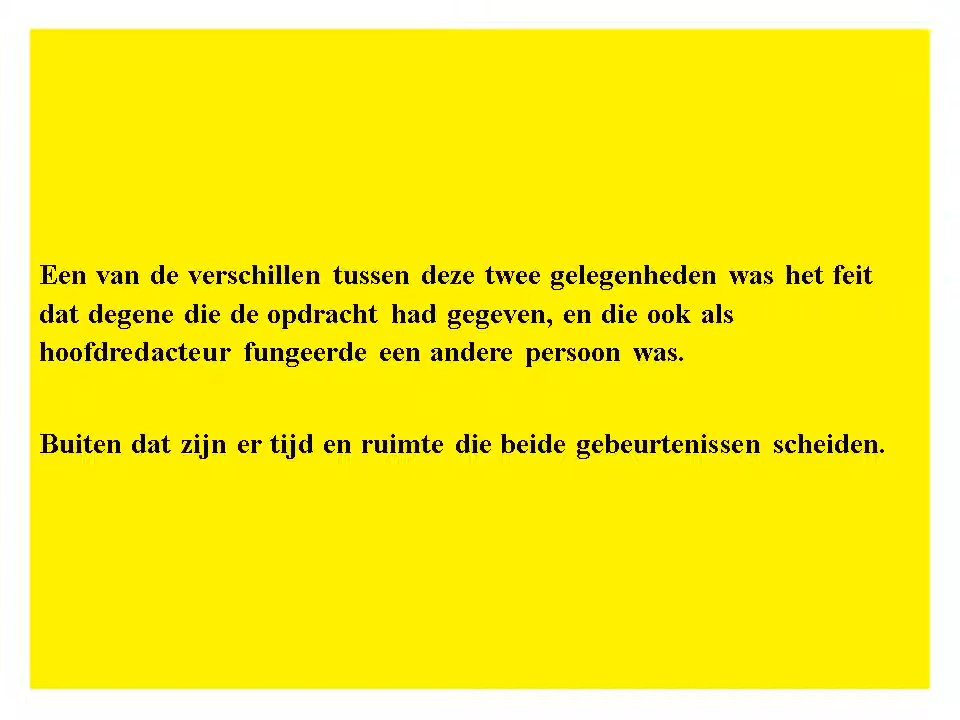 Een van de verschillen tussen deze twee gelegenheden was het feit
dat degene die de opdracht had gegeven, en die ook als
hoofdredacteur fungeerde een andere persoon was.
Buiten dat zijn er tijd en ruimte die beide gebeurtenissen scheiden.